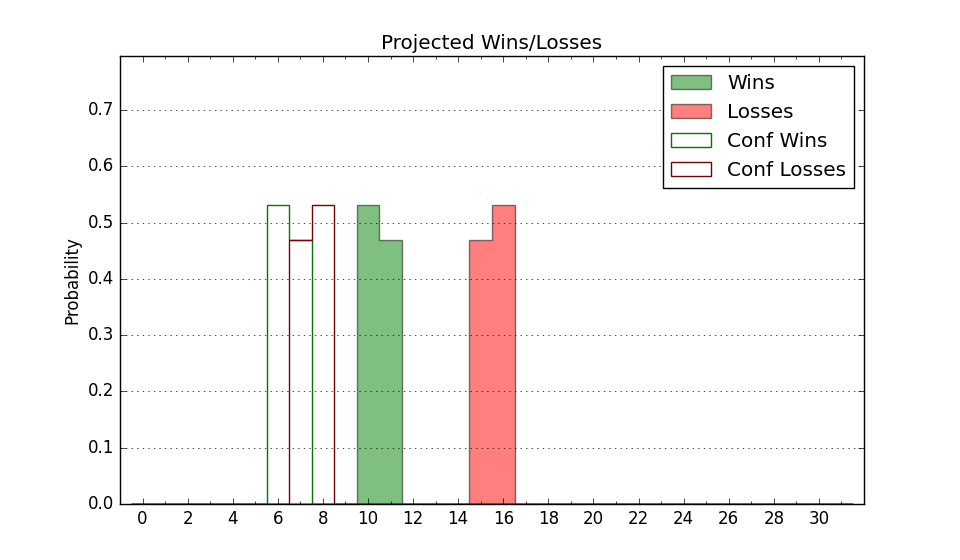 Projected Wins/Losses
Wins
Losses
Conf Wins
Conf Losses
Probability
0.7
0.6
0.5
0.4
0.3
0.2
0.1
0.0
0 2 4 6 8 10 12 14 16 18 20 22 24 26 28 30